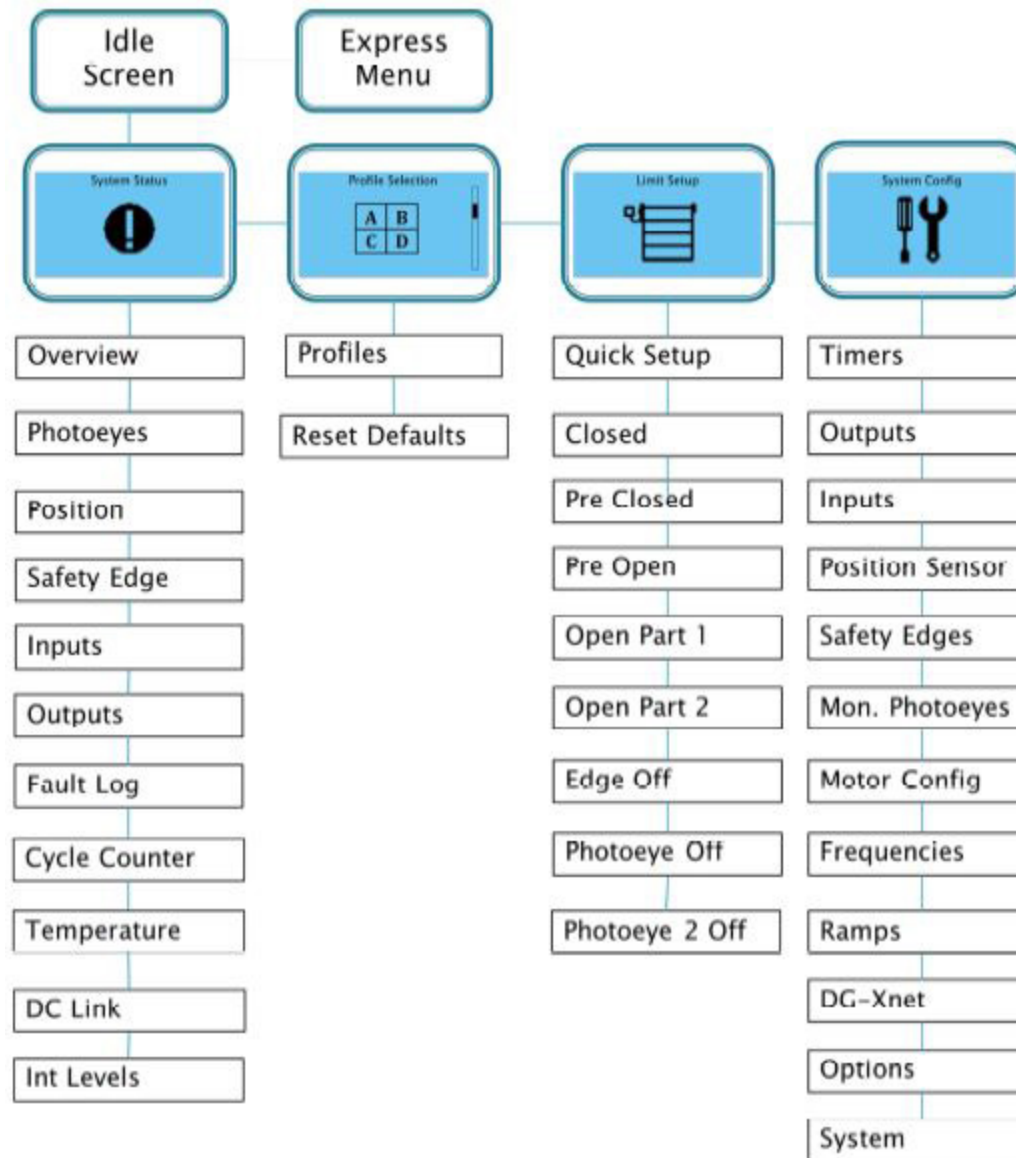 Idle
Screen
Express
Menu
System Status
Profile Selection
A B
C D
Limit Setup
System Config
Overview
Photoeyes
Position
Safety Edge
Inputs
Outputs
Fault Log
Cycle Counter
Temperature
DC Link
Int Levels
Profiles
Reset Defaults
Quick Setup
Closed
Pre Closed
Pre Open
Open Part 1
Open Part 2
Edge Off
Photoeye Off
Photoeye 2 Off
Timers
Outputs
Inputs
Position Sensor
Safety Edges
Mon. Photoeyes
Motor Config
Frequencies
Ramps
DG-Xnet
Options
System